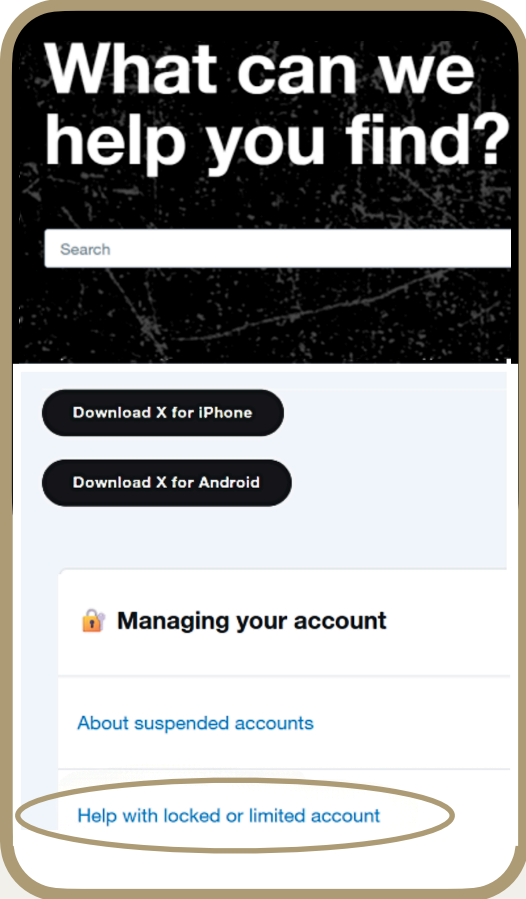 What can we
help you find?
Search
Download X for iPhone
Download X for Android
Managing your account
About suspended accounts
Help with locked or limited account